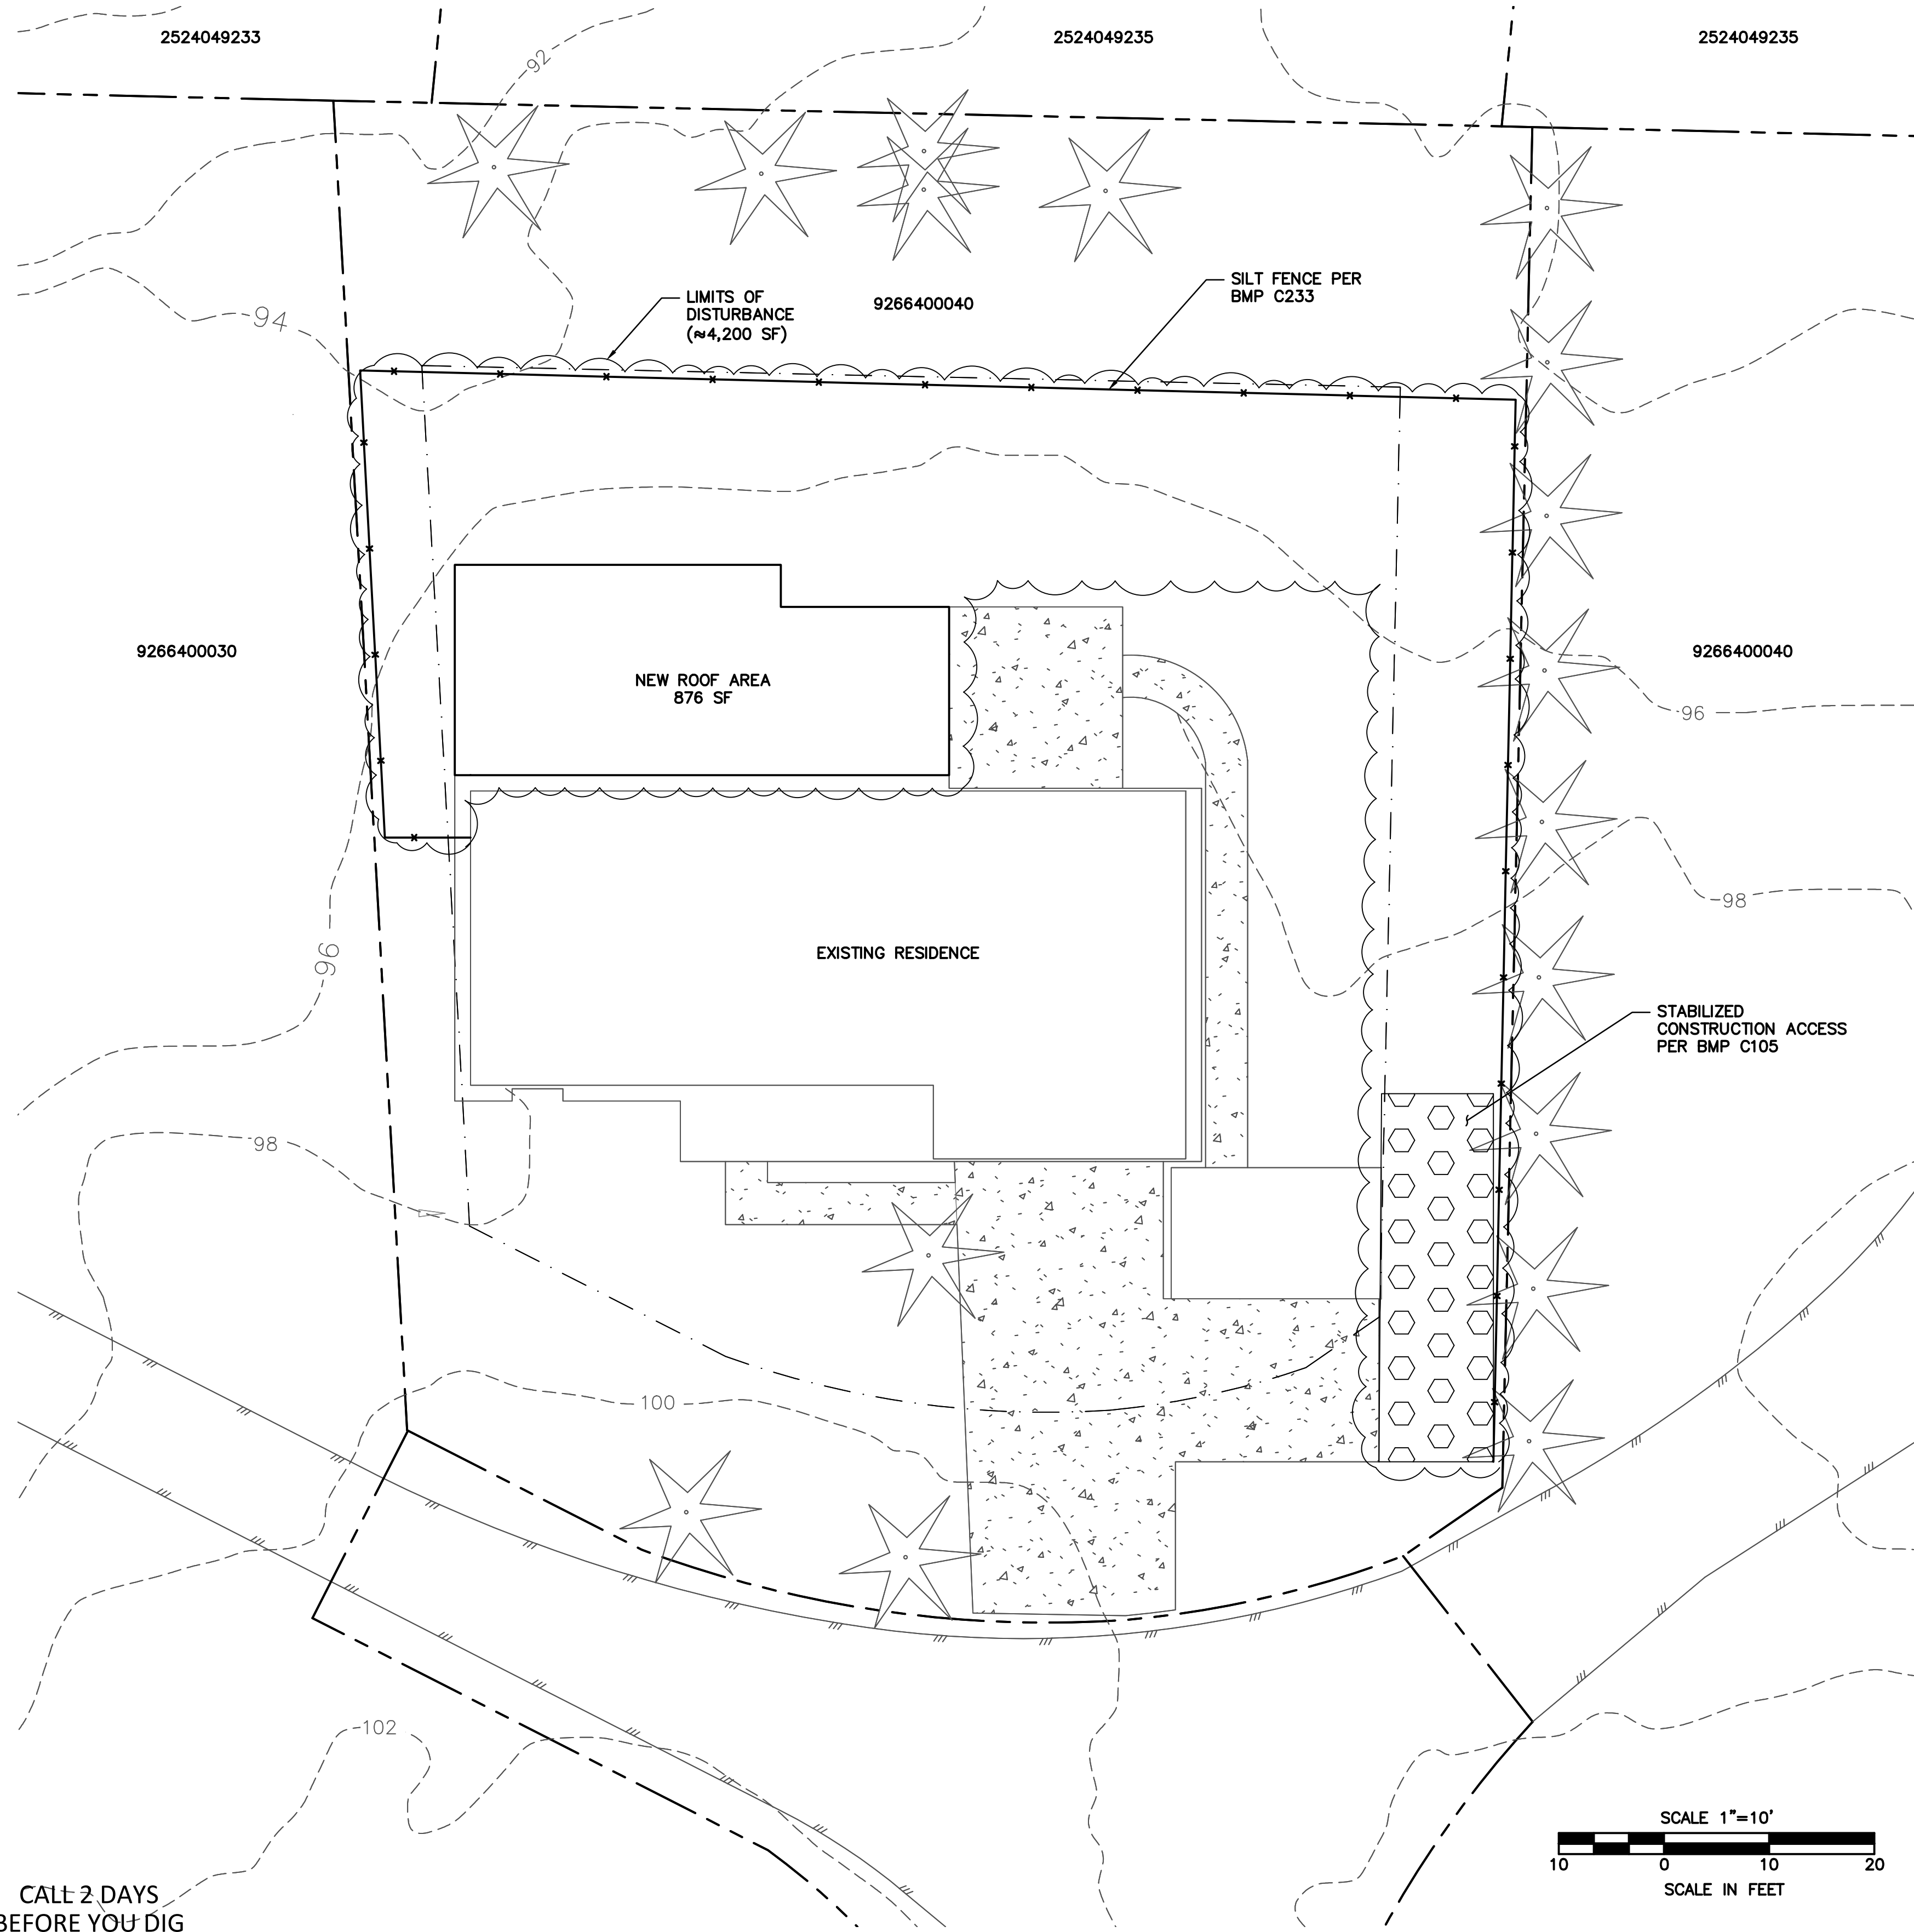 2524049233
2524049235
2524049235
92
LIMITS OF
DISTURBANCE
(≈4,200 SF)
9266400040
SILT FENCE PER
BMP C233
94
9266400030
NEW ROOF AREA
876 SF
9266400040
96
98
EXISTING RESIDENCE
96
STABILIZED
CONSTRUCTION ACCESS
PER BMP C105
98
100
102
SCALE 1"=10'
10 0 10 20
SCALE IN FEET
CALL 2 DAYS
BEFORE YOU DIG